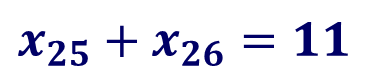 x₂₅ + x₂₆ = 11